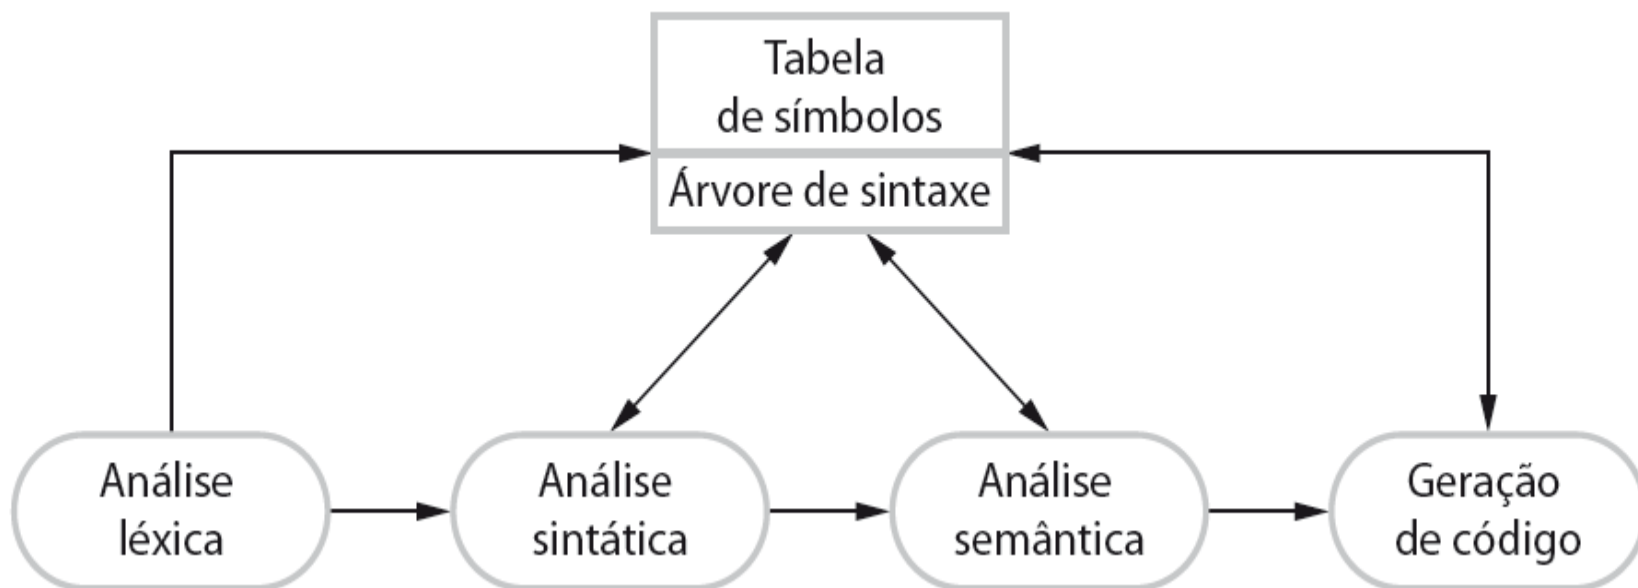 Tabela
de símbolos
Árvore de sintaxe
Análise
léxica
Análise
sintática
Análise
semântica
Geração
de código